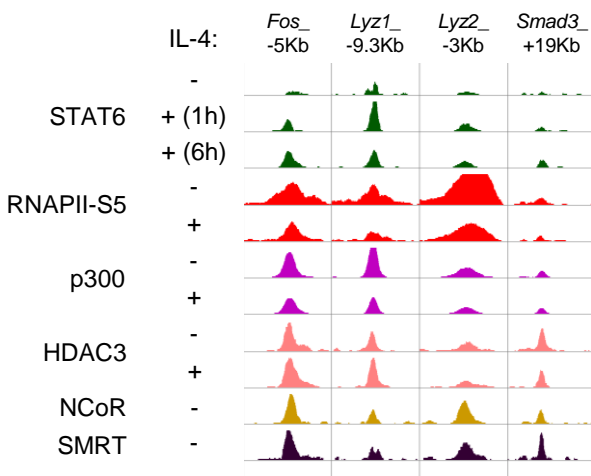 IL-4: Fos_ Lyz1_ Lyz2_ Smad3_
-5Kb -9.3Kb -3Kb +19Kb
-
STAT6 + (1h)
+ (6h)
-
RNAPII-S5
+
-
p300
+
-
HDAC3
+
NCoR -
SMRT -